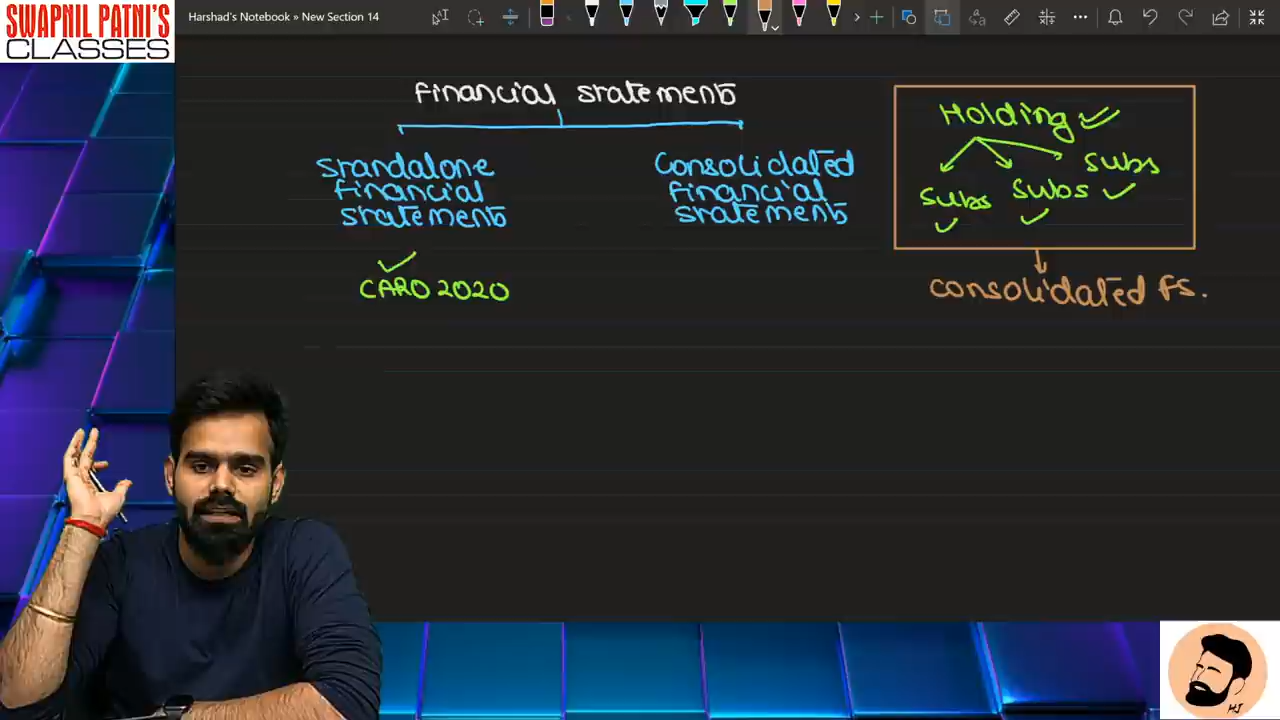 SWAPNIL PATNI'S
CLASSES
Harshad's Notebook » New Section 14
financial statements
Standalone
financial
statements
Consolidated
financial
statements
CARO 2020
Holding
Subs
Subs
Subs
Consolidated FS.
HJ